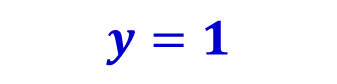 y = 1